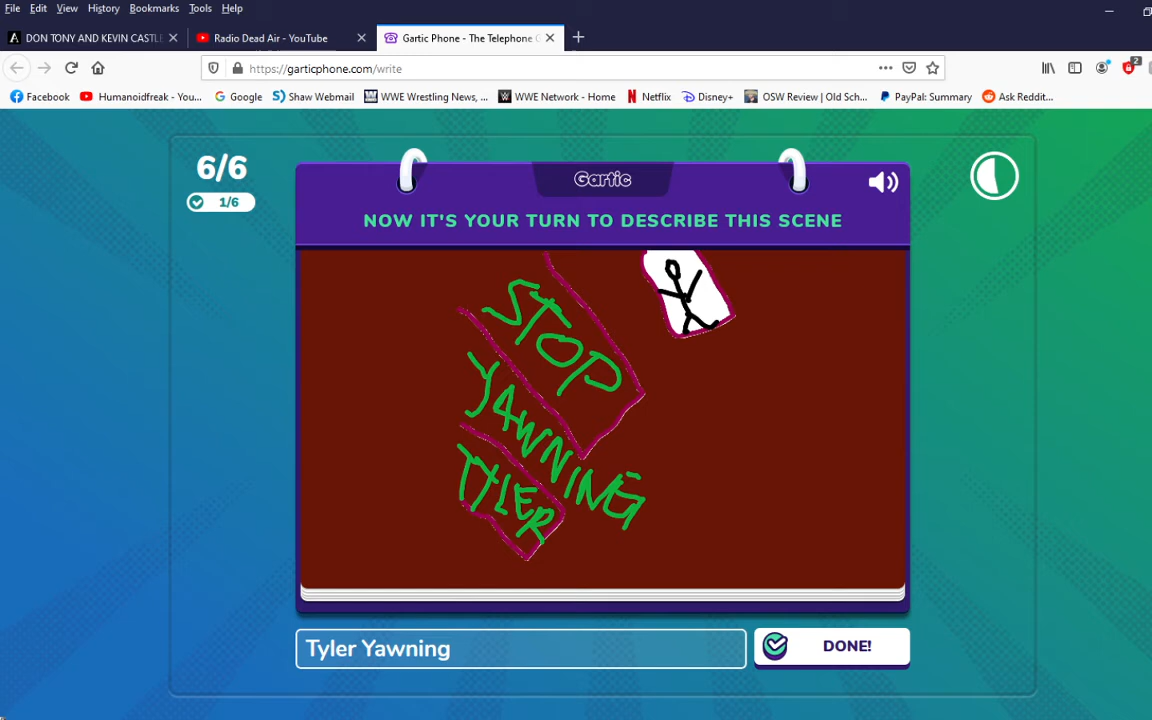 File Edit View History Bookmarks Tools Help
DON TONY AND KEVIN CASTLE
Radio Dead Air - YouTube
Gartic Phone - The Telephone G
https://garticphone.com/write
2
Facebook
Humanoidfreak - You...
Google
Shaw Webmail
WWE Wrestling News, ...
WWE Network - Home
Netflix
Disney+
OSW Review | Old Sch...
PayPal: Summary
Ask Reddit...
6/6
1/6
Gartic
NOW IT'S YOUR TURN TO DESCRIBE THIS SCENE
STOP
YAWNING
TYLER
Tyler Yawning
DONE!